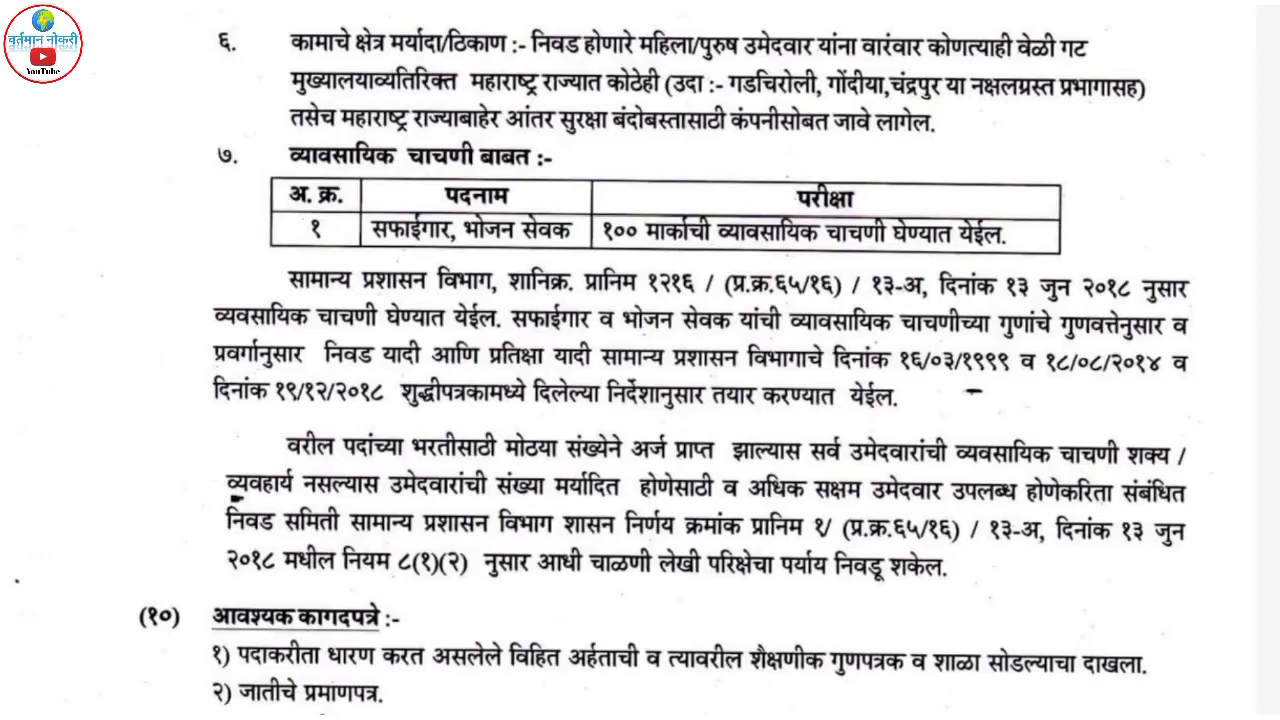 वर्तमान नोकरी
YouTube
६. कामाचे क्षेत्र मर्यादा/ठिकाण :- निवड होणारे महिला/पुरुष उमेदवार यांना वारंवार कोणत्याही वेळी गट
मुख्यालयाव्यतिरिक्त महाराष्ट्र राज्यात कोठेही (उदा :- गडचिरोली, गोंदीया,चंद्रपुर या नक्षलग्रस्त प्रभागासह)
तसेच महाराष्ट्र राज्याबाहेर आंतर सुरक्षा बंदोबस्तासाठी कंपनीसोबत जावे लागेल.
७. व्यावसायिक चाचणी बाबत :-
अ. क्र. पदनाम परीक्षा
१ सफाईगार, भोजन सेवक १०० मार्काची व्यावसायिक चाचणी घेण्यात येईल.
सामान्य प्रशासन विभाग, शानिक्र. प्रानिम १२१६ / (प्र.क्र.६५/१६) / १३-अ, दिनांक १३ जुन २०१८ नुसार
व्यवसायिक चाचणी घेण्यात येईल. सफाईगार व भोजन सेवक यांची व्यावसायिक चाचणीच्या गुणांचे गुणवत्तेनुसार व
प्रवर्गानुसार निवड यादी आणि प्रतिक्षा यादी सामान्य प्रशासन विभागाचे दिनांक १६/०३/१९९९ व १८/०८/२०१४ व
दिनांक १९/१२/२०१८ शुद्धीपत्रकामध्ये दिलेल्या निर्देशानुसार तयार करण्यात येईल.
वरील पदांच्या भरतीसाठी मोठया संख्येने अर्ज प्राप्त झाल्यास सर्व उमेदवारांची व्यवसायिक चाचणी शक्य /
व्यवहार्य नसल्यास उमेदवारांची संख्या मर्यादित होणेसाठी व अधिक सक्षम उमेदवार उपलब्ध होणेकरिता संबंधित
निवड समिती सामान्य प्रशासन विभाग शासन निर्णय क्रमांक प्रानिम १/ (प्र.क्र.६५/१६) / १३-अ, दिनांक १३ जुन
२०१८ मधील नियम ८(१)(२) नुसार आधी चाळणी लेखी परिक्षेचा पर्याय निवडू शकेल.
(१०) आवश्यक कागदपत्रे :-
१) पदाकरीता धारण करत असलेले विहित अर्हताची व त्यावरील शैक्षणीक गुणपत्रक व शाळा सोडल्याचा दाखला.
२) जातीचे प्रमाणपत्र.